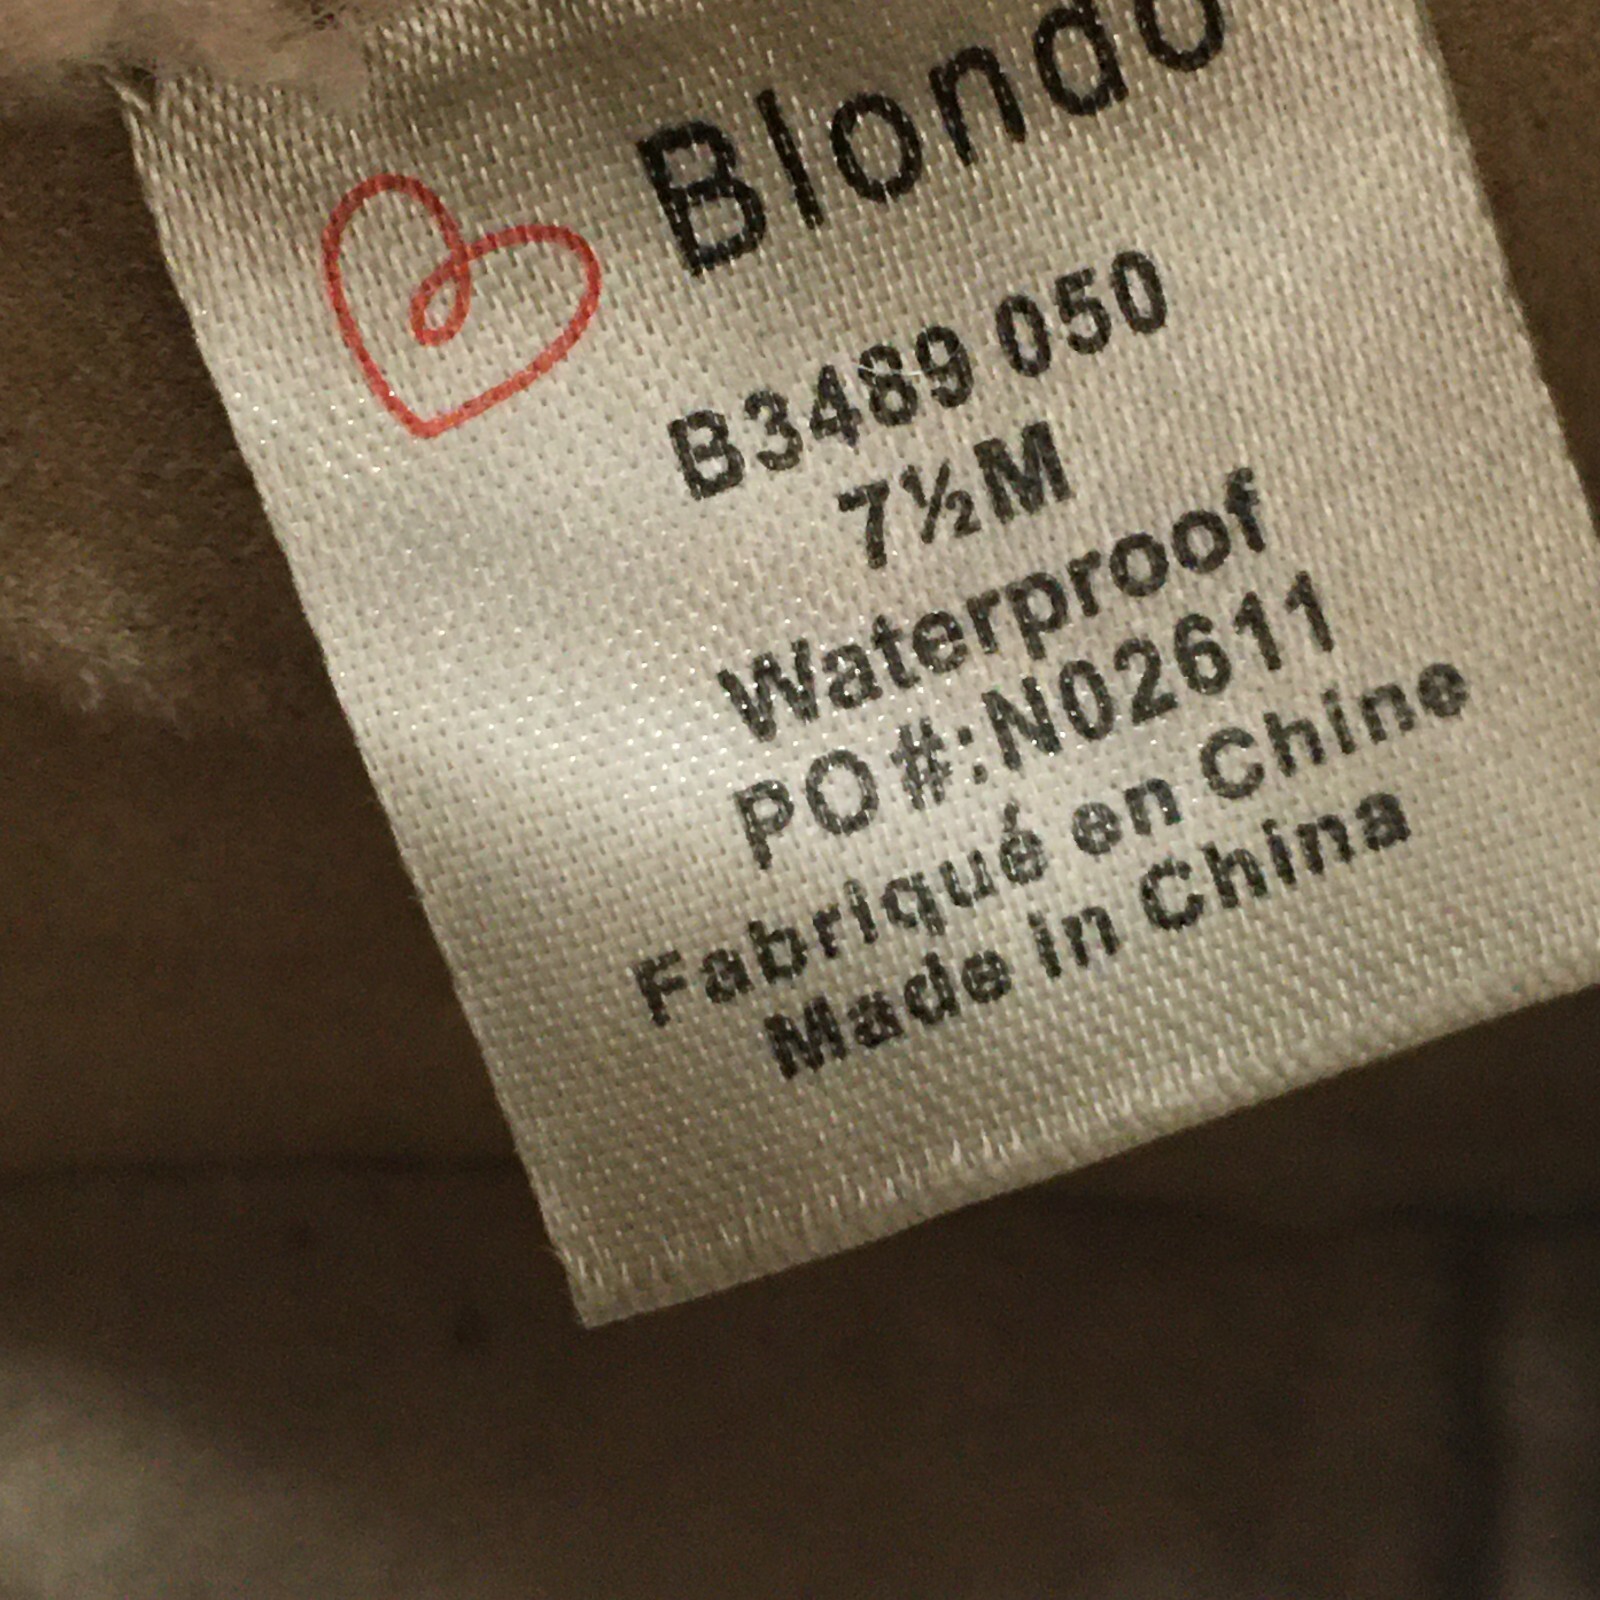 Blondo
B3489 050
7½M
Waterproof
PO#:N02611
Fabriqué en Chine
Made in China